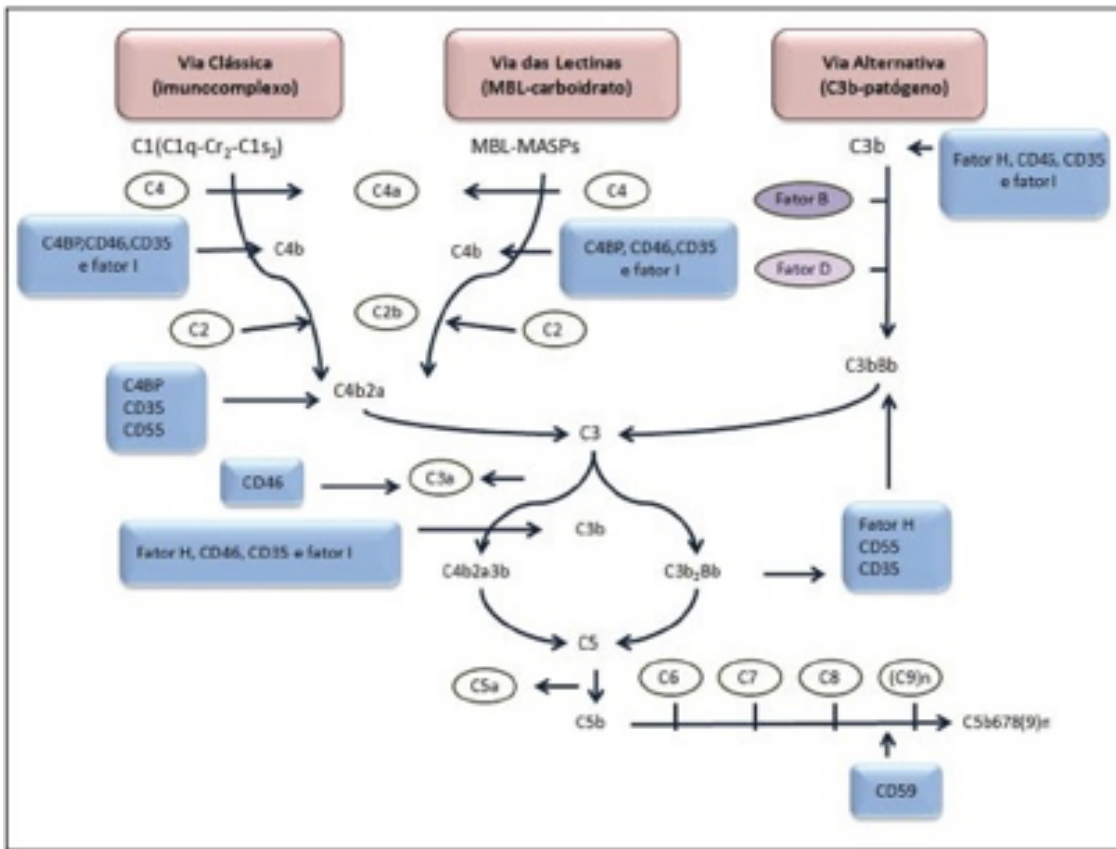 Via Clássica
(imunocomplexo)
Via das Lectinas
(MBL-carboidrato)
Via Alternativa
(C3b-patógeno)
C1(C1q-Cr₂-C1s₂)
MBL-MASPs
C3b
Fator H, CD46, CD35
e fator I
C4
C4a
C4
Fator B
C4BP,CD46,CD35
e fator I
C4b
C4b
C4BP, CD46,CD35
e fator I
Fator D
C2
C2b
C2
C4BP
CD35
CD55
C4b2a
C3bBb
C3
CD46
C3a
Fator H, CD46, CD35 e fator I
C3b
Fator H
CD55
CD35
C4b2a3b
C3b₂Bb
C5
C5a
C6
C7
C8
(C9)n
C5b
C5b678(9)n
CD59